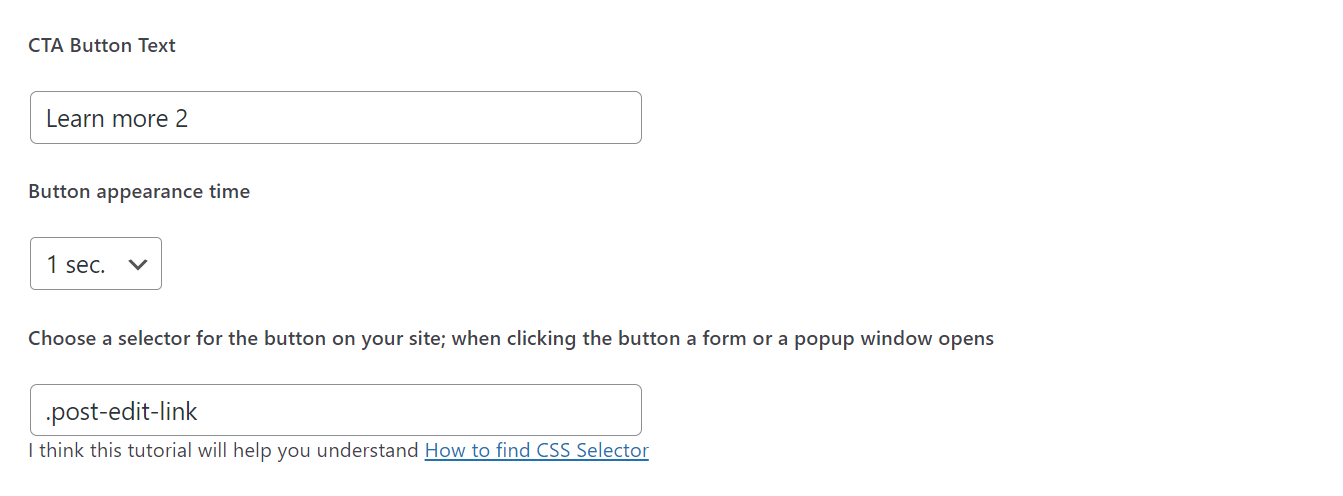 CTA Button Text
Learn more 2
Button appearance time
1 sec.
Choose a selector for the button on your site; when clicking the button a form or a popup window opens
.post-edit-link
I think this tutorial will help you understand How to find CSS Selector